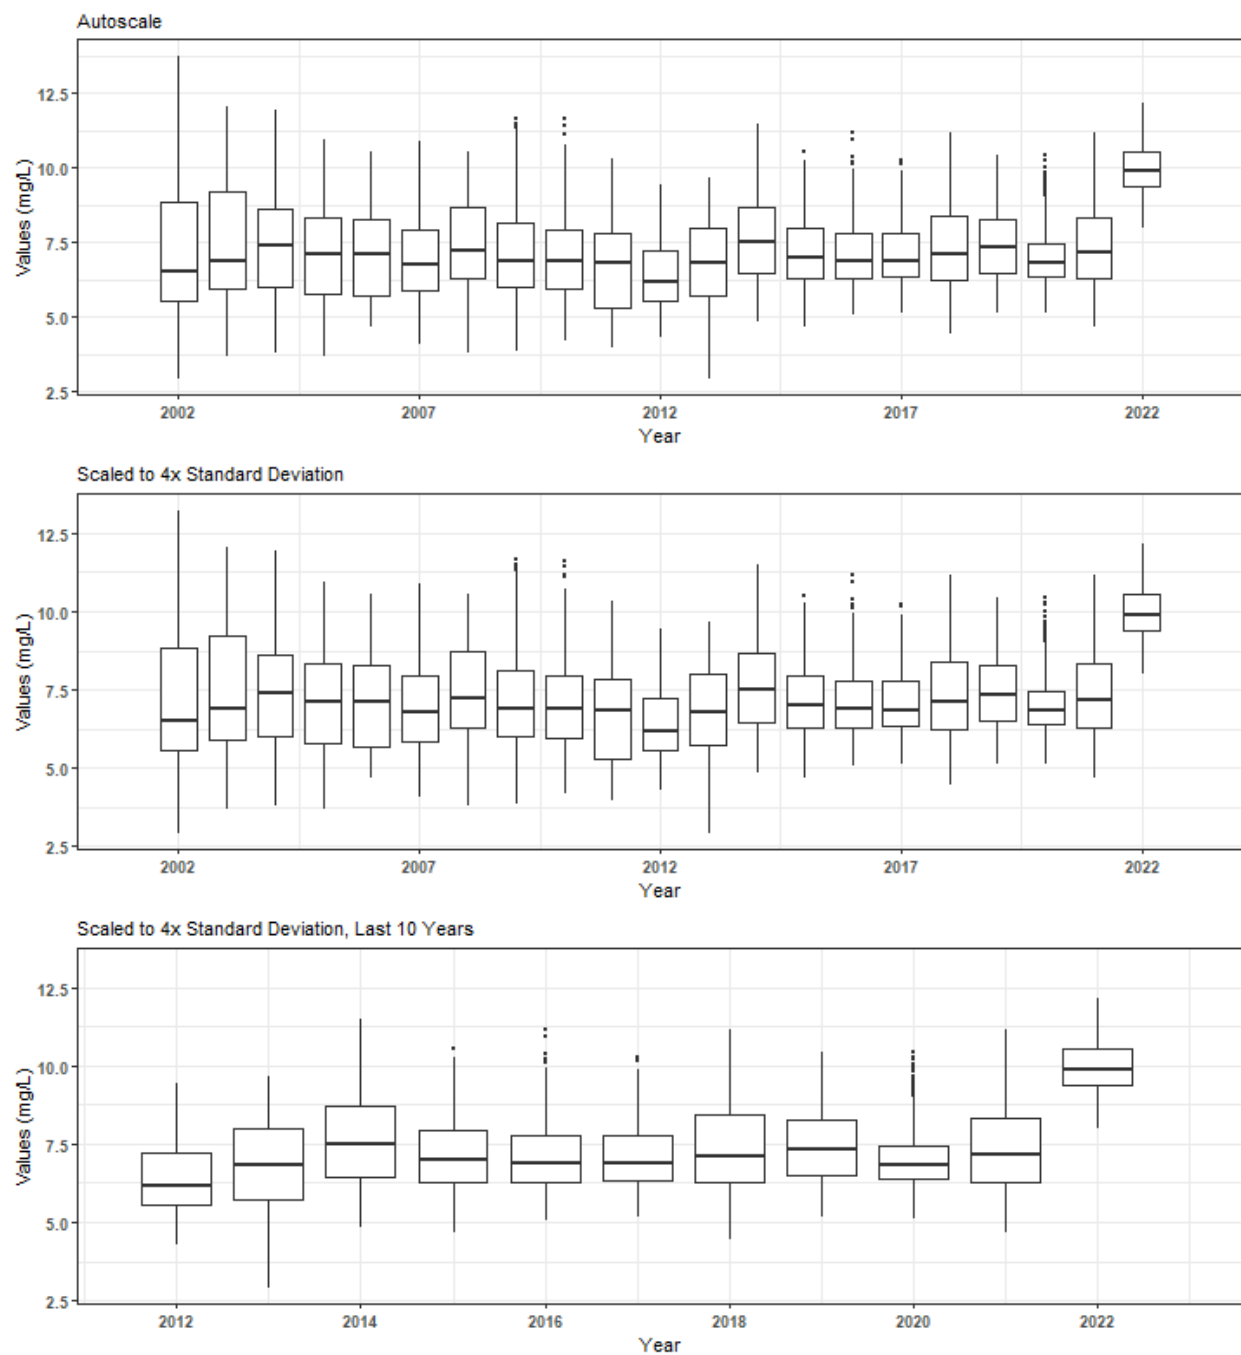 Autoscale
12.5
10.0
7.5
5.0
2.5
Values (mg/L)
2002 2007 2012 2017 2022
Year
Scaled to 4x Standard Deviation
12.5
10.0
7.5
5.0
2.5
Values (mg/L)
2002 2007 2012 2017 2022
Year
Scaled to 4x Standard Deviation, Last 10 Years
12.5
10.0
7.5
5.0
2.5
Values (mg/L)
2012 2014 2016 2018 2020 2022
Year